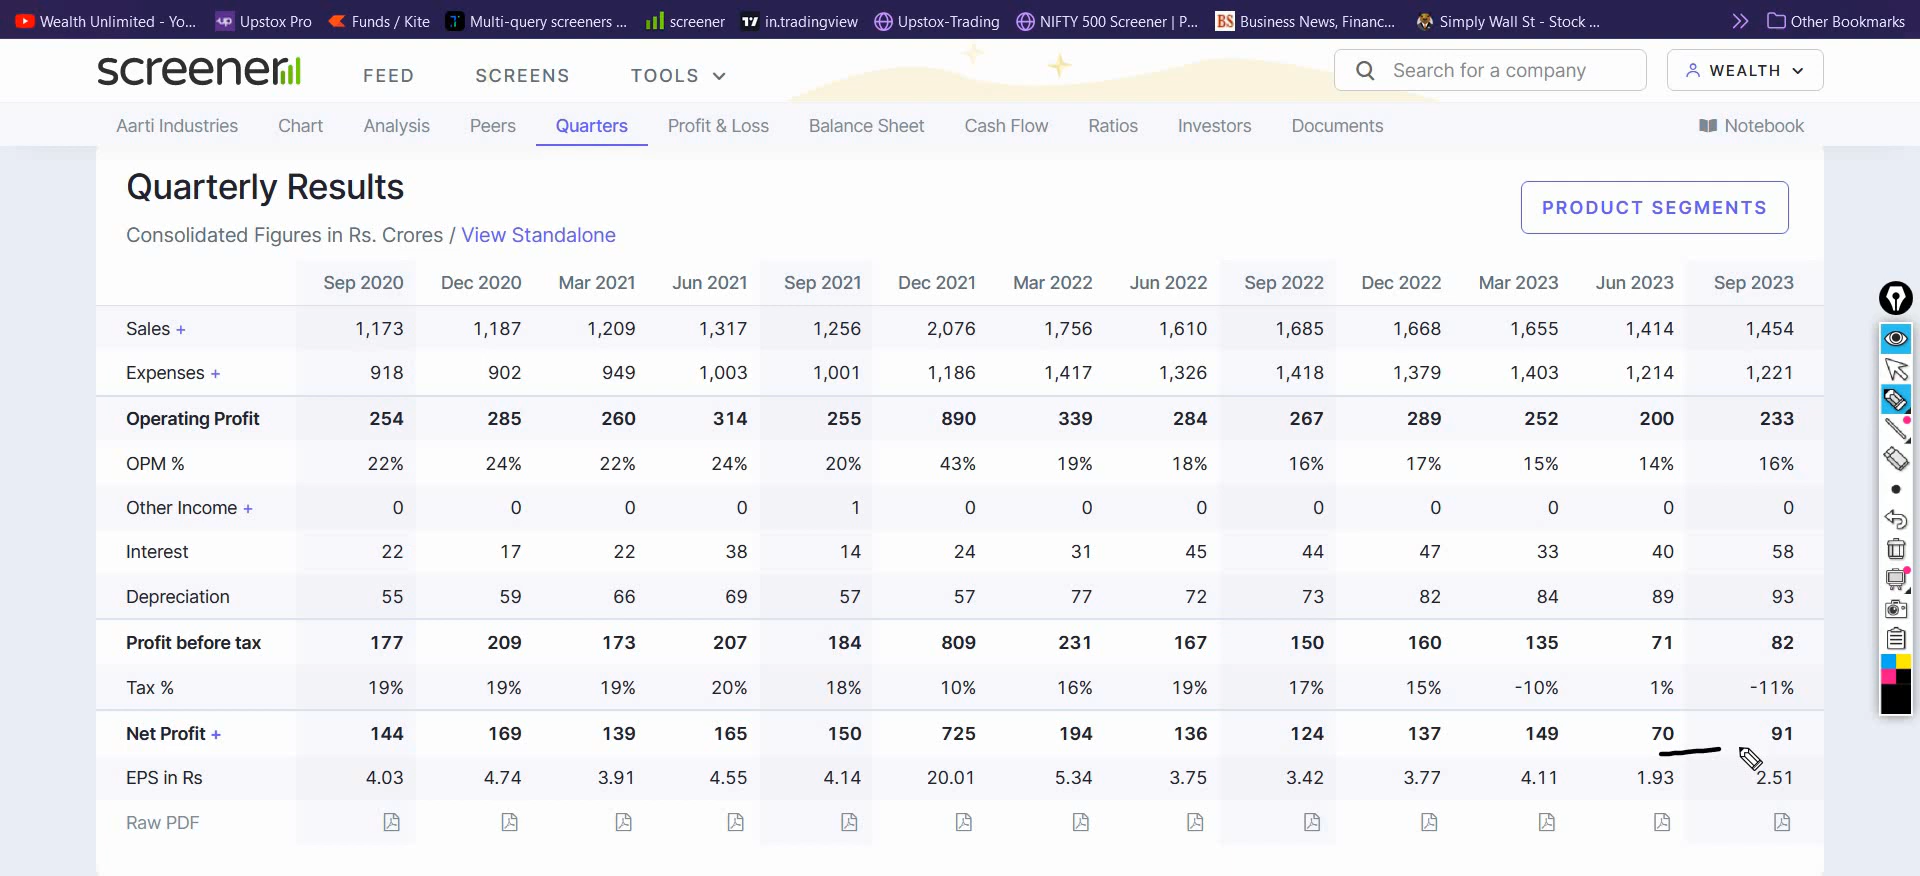 Wealth Unlimited - Yo... Upstox Pro Funds / Kite Multi-query screeners ... screener in.tradingview Upstox-Trading NIFTY 500 Screener | P... BS Business News, Financ... Simply Wall St - Stock ... Other Bookmarks
screener FEED SCREENS TOOLS Search for a company WEALTH
Aarti Industries Chart Analysis Peers Quarters Profit & Loss Balance Sheet Cash Flow Ratios Investors Documents Notebook
Quarterly Results
PRODUCT SEGMENTS
Consolidated Figures in Rs. Crores / View Standalone
Sep 2020 Dec 2020 Mar 2021 Jun 2021 Sep 2021 Dec 2021 Mar 2022 Jun 2022 Sep 2022 Dec 2022 Mar 2023 Jun 2023 Sep 2023
Sales + 1,173 1,187 1,209 1,317 1,256 2,076 1,756 1,610 1,685 1,668 1,655 1,414 1,454
Expenses + 918 902 949 1,003 1,001 1,186 1,417 1,326 1,418 1,379 1,403 1,214 1,221
Operating Profit 254 285 260 314 255 890 339 284 267 289 252 200 233
OPM % 22% 24% 22% 24% 20% 43% 19% 18% 16% 17% 15% 14% 16%
Other Income + 0 0 0 0 1 0 0 0 0 0 0 0 0
Interest 22 17 22 38 14 24 31 45 44 47 33 40 58
Depreciation 55 59 66 69 57 57 77 72 73 82 84 89 93
Profit before tax 177 209 173 207 184 809 231 167 150 160 135 71 82
Tax % 19% 19% 19% 20% 18% 10% 16% 19% 17% 15% -10% 1% -11%
Net Profit + 144 169 139 165 150 725 194 136 124 137 149 70 91
EPS in Rs 4.03 4.74 3.91 4.55 4.14 20.01 5.34 3.75 3.42 3.77 4.11 1.93 2.51
Raw PDF